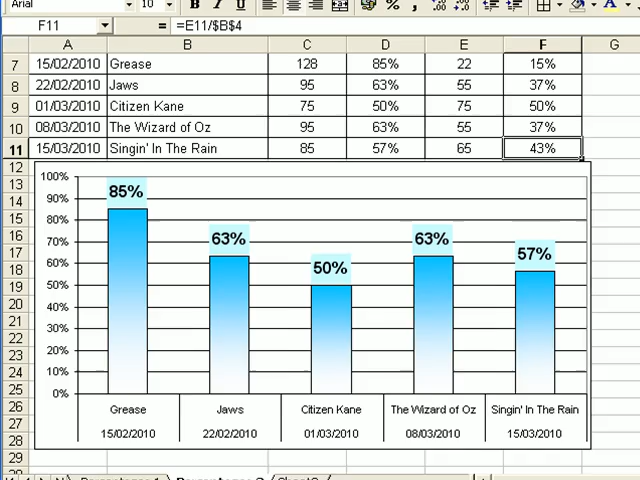 Arial 10 B I U %
F11 = =E11/$B$4
A B C D E F G
7 15/02/2010 Grease 128 85% 22 15%
8 22/02/2010 Jaws 95 63% 55 37%
9 01/03/2010 Citizen Kane 75 50% 75 50%
10 08/03/2010 The Wizard of Oz 95 63% 55 37%
11 15/03/2010 Singin' In The Rain 85 57% 65 43%
12
13
14
15
16
17
18
19
20
21
22
23
24
25
26
27
28
100%
90%
80%
70%
60%
50%
40%
30%
20%
10%
0%
85% 63% 50% 63% 57%
Grease Jaws Citizen Kane The Wizard of Oz Singin' In The Rain
15/02/2010 22/02/2010 01/03/2010 08/03/2010 15/03/2010